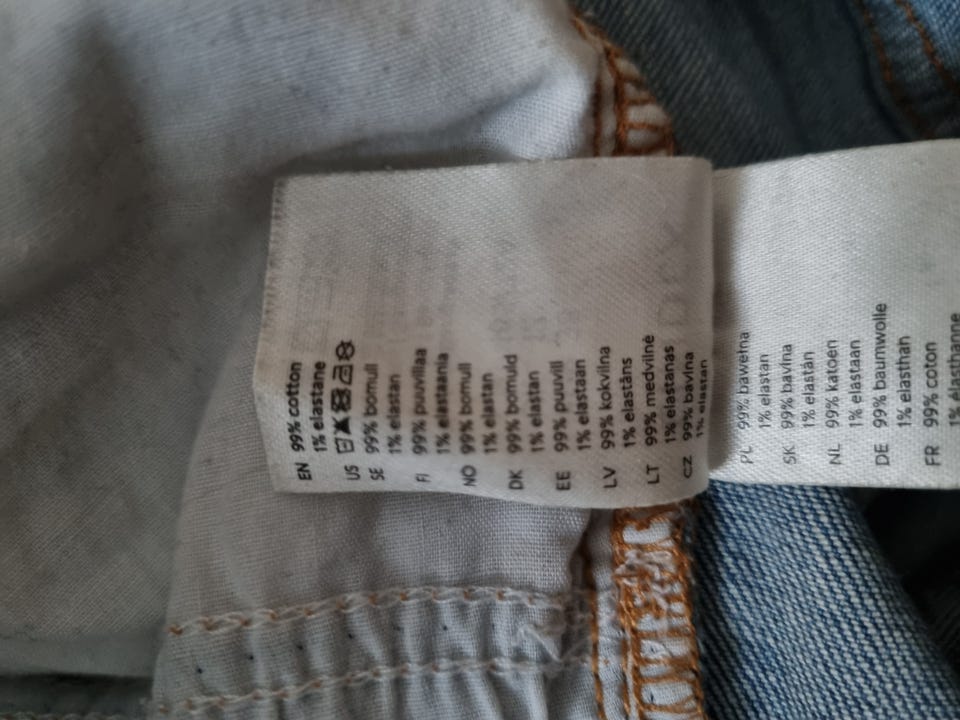 EN 99% cotton
1% elastane
US
SE 99% bomull
1% elastan
FI 99% puuvillaa
1% elastaania
NO 99% bomull
1% elastan
DK 99% bomuld
1% elastan
EE 99% puuvill
1% elastaan
LV 99% kokvilna
1% elastāns
LT 99% medvilnė
1% elastanas
CZ 99% bavlna
1% elastan
PL 99% bawełna
1% elastan
SK 99% bavlna
1% elastán
NL 99% katoen
1% elastaan
DE 99% baumwolle
1% elasthan
FR 99% coton
1% élasthanne